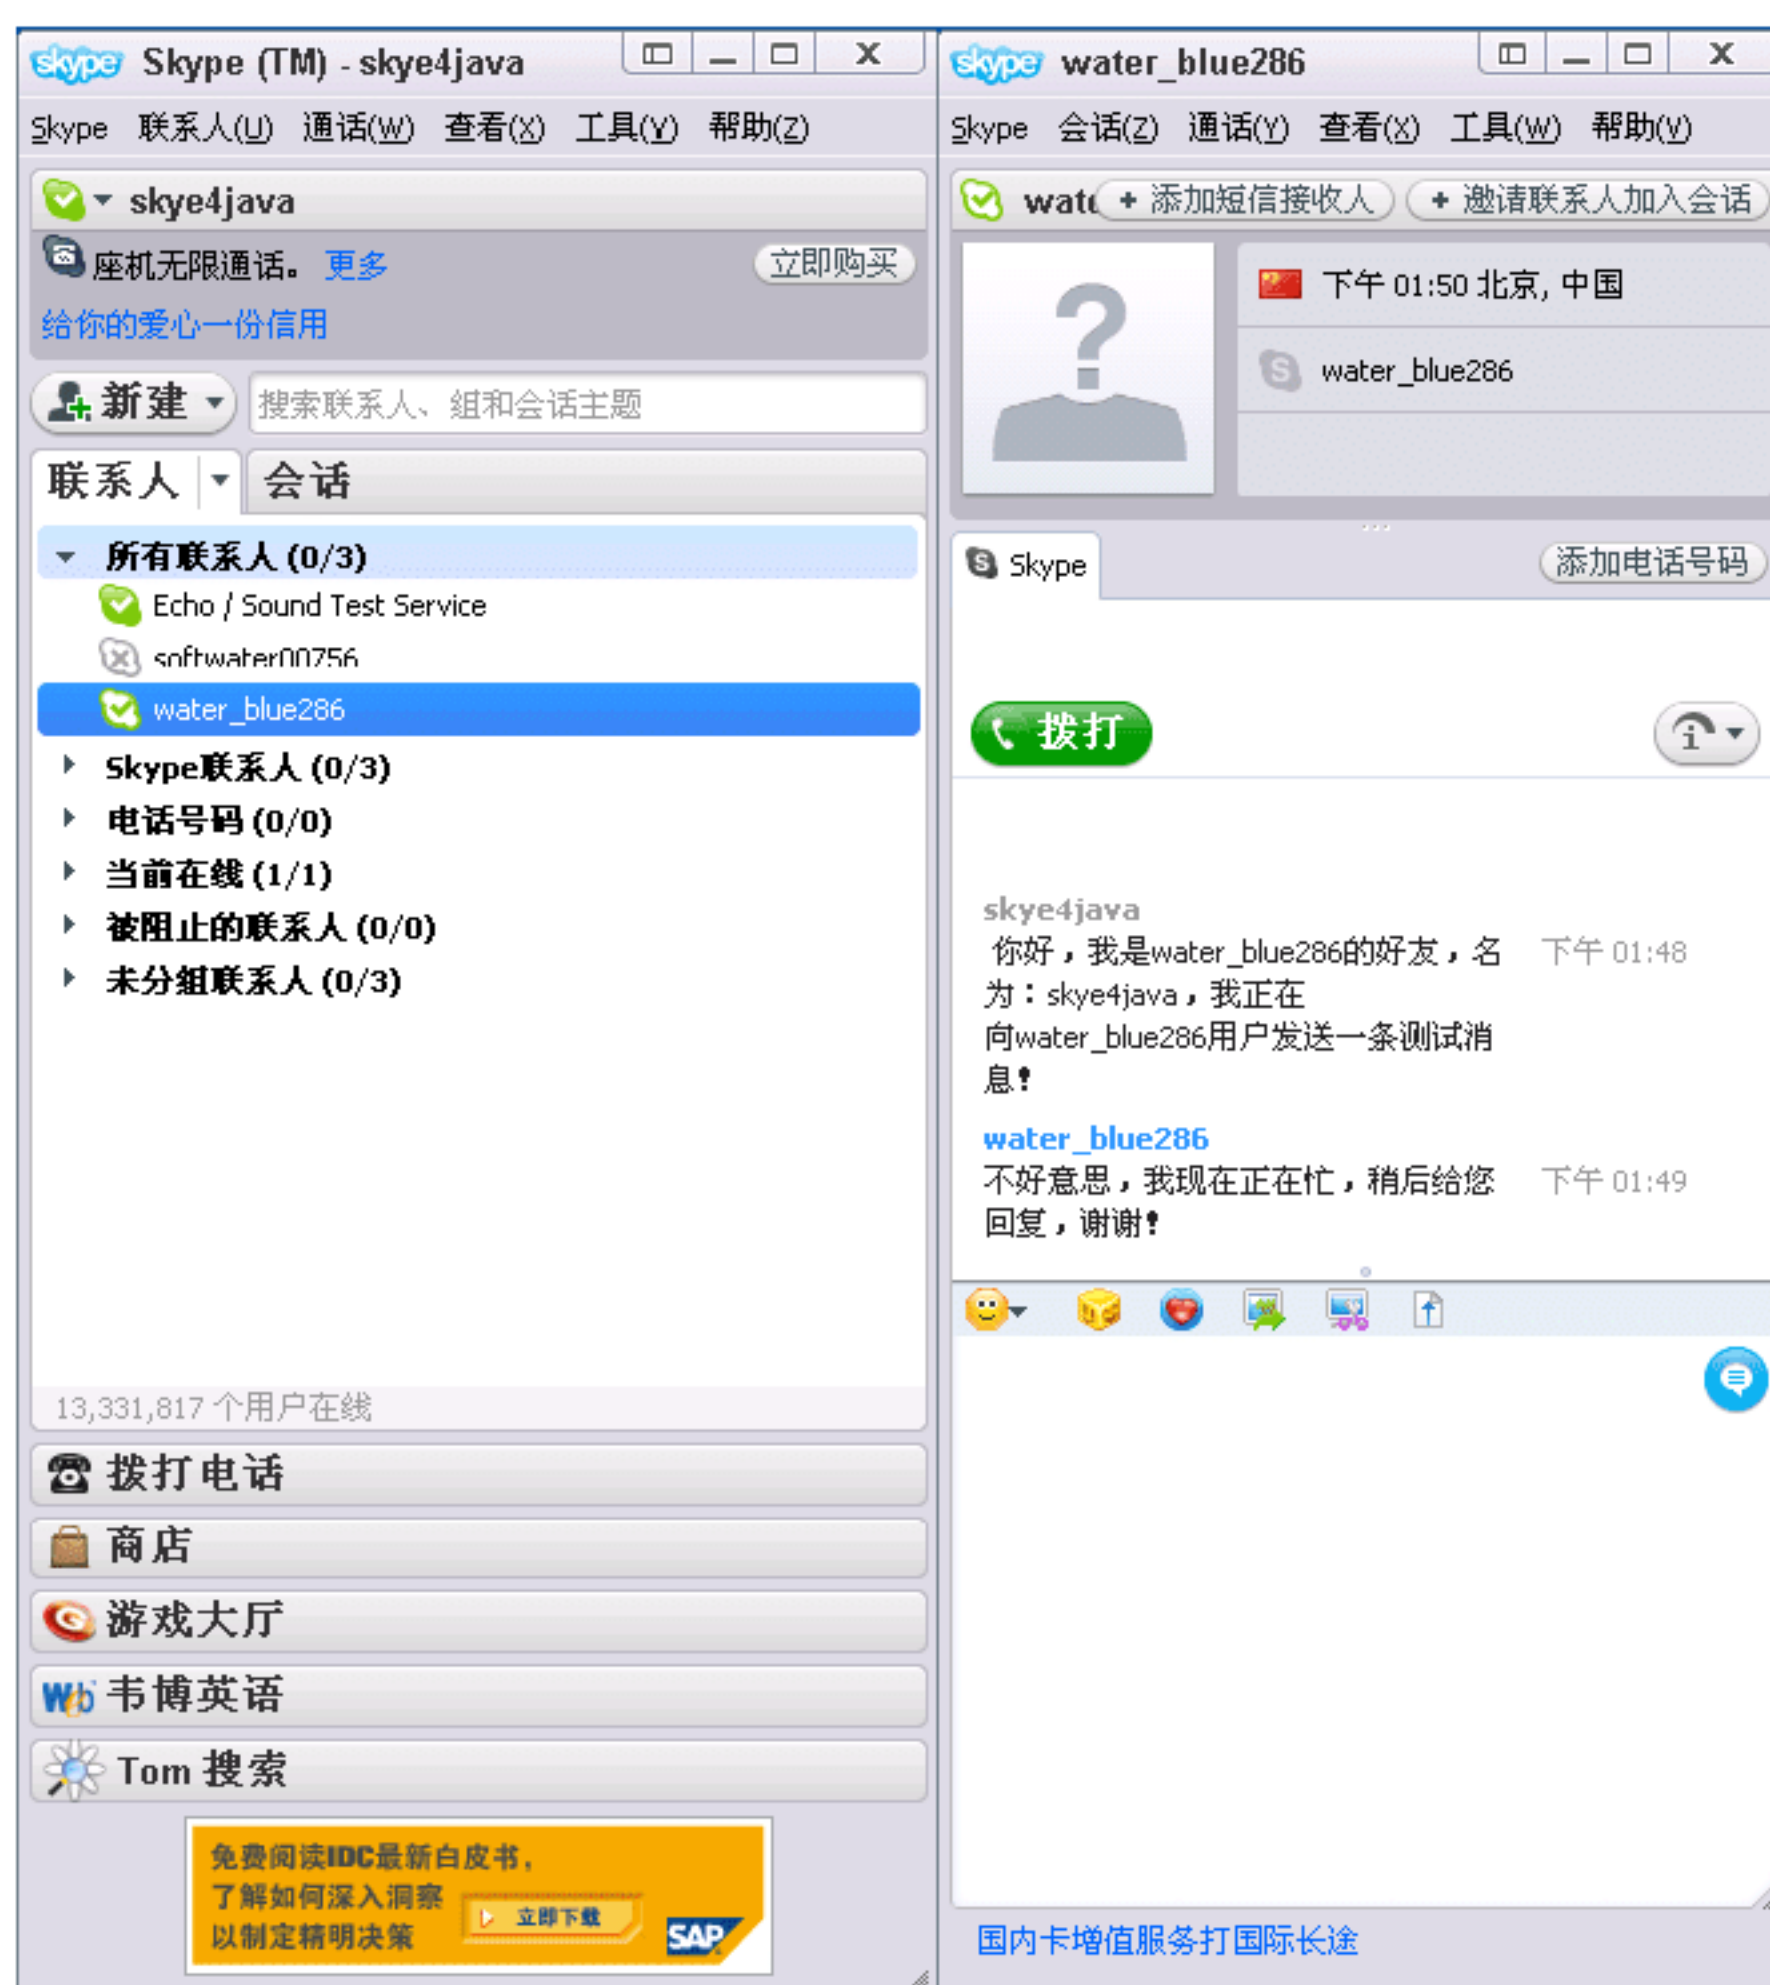 skype Skype (TM) - skye4java
Skype 联系人(U) 通话(W) 查看(X) 工具(Y) 帮助(Z)
skye4java
座机无限通话。 更多 立即购买
给你的爱心一份信用
新建 搜索联系人、组和会话主题
联系人 会话
所有联系人 (0/3)
Echo / Sound Test Service
softwater00756
water_blue286
Skype联系人 (0/3)
电话号码 (0/0)
当前在线 (1/1)
被阻止的联系人 (0/0)
未分组联系人 (0/3)
13,331,817 个用户在线
拨打电话
商店
游戏大厅
Wb 韦博英语
Tom 搜索
免费阅读IDC最新白皮书，
了解如何深入洞察
以制定精明决策
立即下载
SAP
skype water_blue286
Skype 会话(Z) 通话(Y) 查看(X) 工具(W) 帮助(V)
wate + 添加短信接收人 + 邀请联系人加入会话
下午 01:50 北京, 中国
water_blue286
Skype 添加电话号码
拨打
skye4java
你好，我是water_blue286的好友，名 下午 01:48
为：skye4java，我正在
向water_blue286用户发送一条测试消
息！
water_blue286
不好意思，我现在正在忙，稍后给您 下午 01:49
回复，谢谢！
国内卡增值服务打国际长途